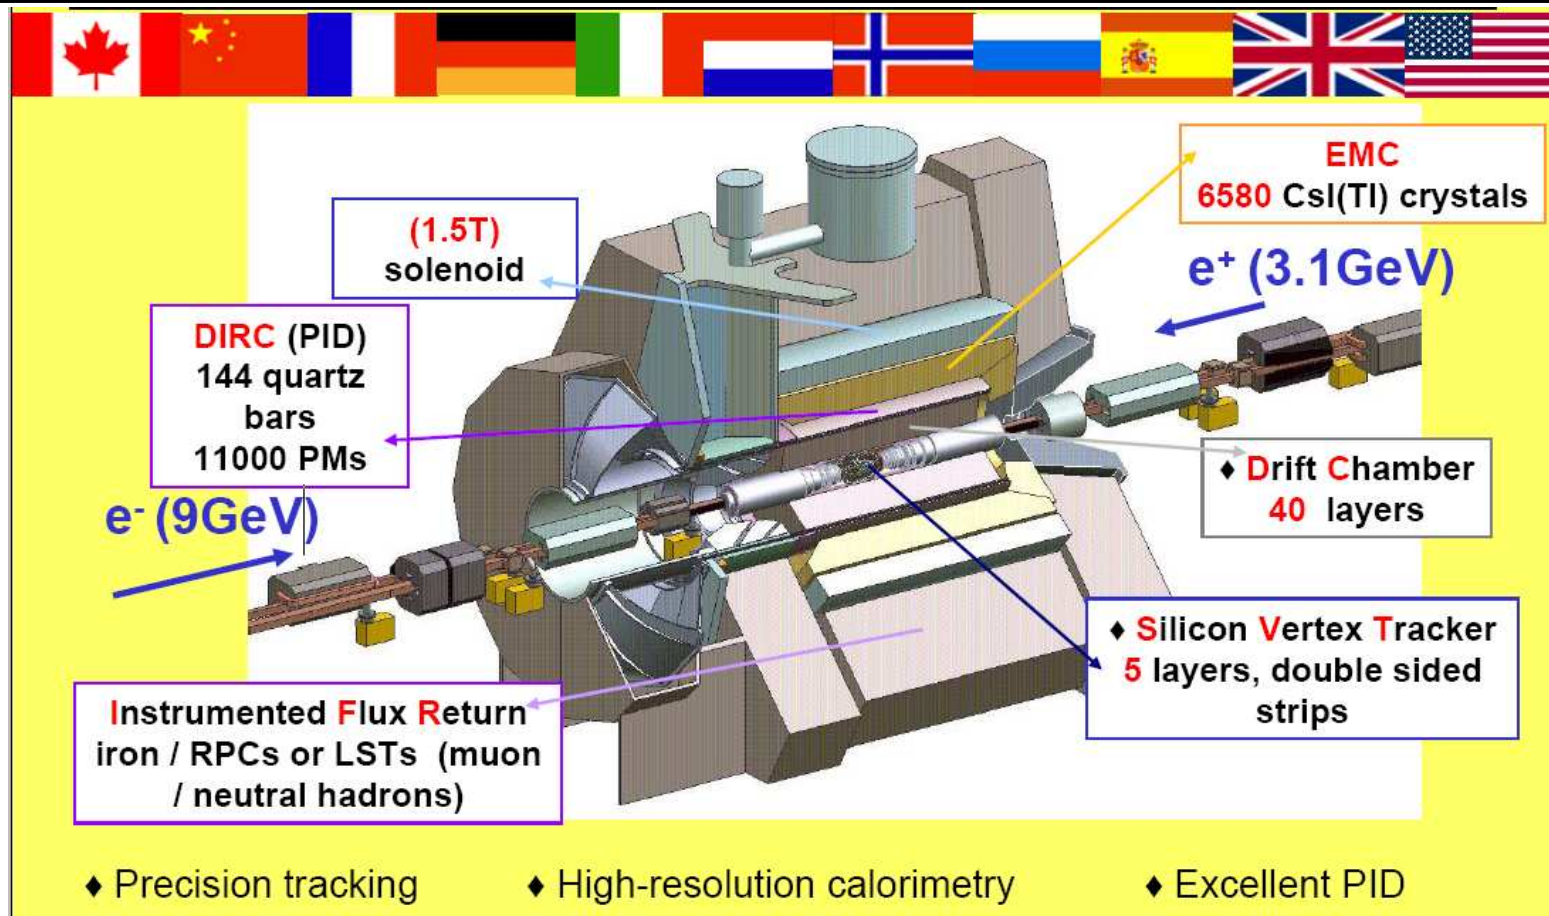 EMC
6580 CsI(Tl) crystals
(1.5T)
solenoid
e+ (3.1GeV)
DIRC (PID)
144 quartz
bars
11000 PMs
♦ Drift Chamber
40 layers
e- (9GeV)
♦ Silicon Vertex Tracker
5 layers, double sided
strips
Instrumented Flux Return
iron / RPCs or LSTs (muon
/ neutral hadrons)
♦ Precision tracking
♦ High-resolution calorimetry
♦ Excellent PID